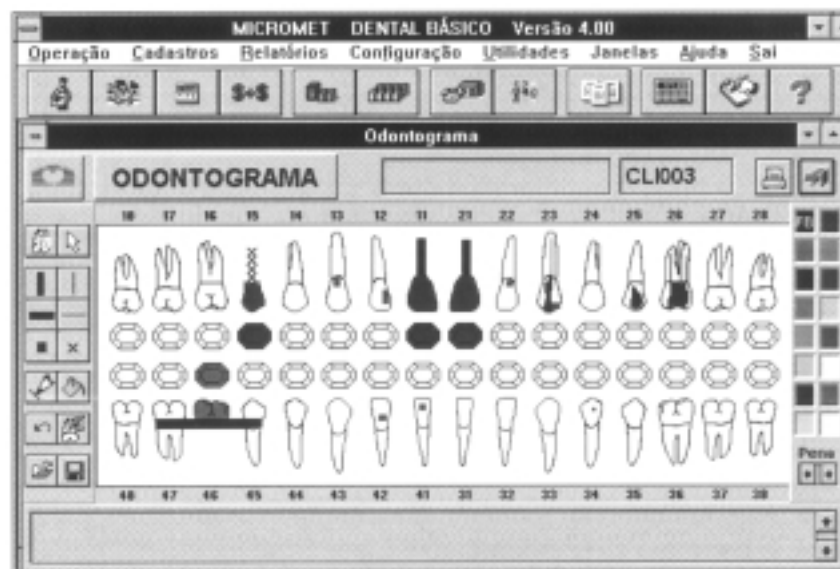 MICROMET DENTAL BÁSICO Versão 4.00
Operação Cadastros Relatórios Configuração Utilidades Janelas Ajuda Sai
$+$ ?
Odontograma
ODONTOGRAMA CLI003
18 17 16 15 14 13 12 11 21 22 23 24 25 26 27 28
48 47 46 45 44 43 42 41 31 32 33 34 35 36 37 38
Pena